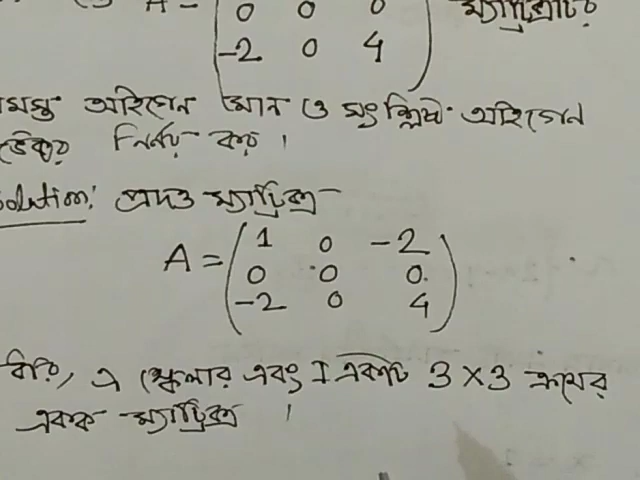 A = ম্যাট্রিক্সটির
0 0 0
-2 0 4
সমস্ত আইগেন মান ও সংশ্লিষ্ট আইগেন
ভেক্টর নির্ণয় কর।
Solution: প্রদত্ত ম্যাট্রিক্স-
A = ( 1 0 -2
0 0 0
-2 0 4 )
ধরি, λ স্কেলার এবং I একটি 3×3 ক্রমের
একক ম্যাট্রিক্স।